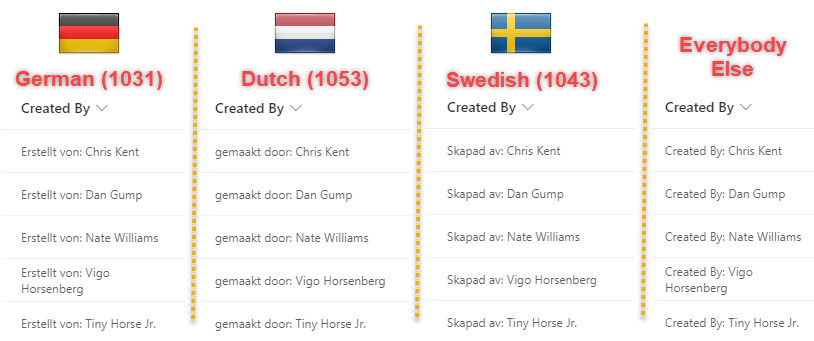 German (1031)
Created By
Erstellt von: Chris Kent
Erstellt von: Dan Gump
Erstellt von: Nate Williams
Erstellt von: Vigo
Horsenberg
Erstellt von: Tiny Horse Jr.
Dutch (1053)
Created By
gemaakt door: Chris Kent
gemaakt door: Dan Gump
gemaakt door: Nate Williams
gemaakt door: Vigo Horsenberg
gemaakt door: Tiny Horse Jr.
Swedish (1043)
Created By
Skapad av: Chris Kent
Skapad av: Dan Gump
Skapad av: Nate Williams
Skapad av: Vigo Horsenberg
Skapad av: Tiny Horse Jr.
Everybody
Else
Created By
Created By: Chris Kent
Created By: Dan Gump
Created By: Nate Williams
Created By: Vigo
Horsenberg
Created By: Tiny Horse Jr.